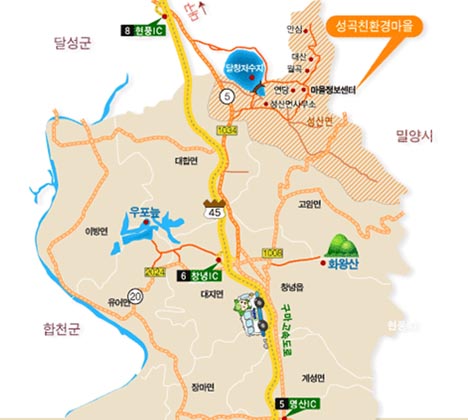 8 현풍IC
대구
안심
성곡친환경마을
달성군
대산
달창저수지
월곡
연당
마을정보센터
5
성산면사무소
성산면
1034
밀양시
대합면
45
고암면
우포늪
이방면
1008
6 창녕IC
화왕산
창녕읍
유어면
20
대지면
구마고속도로
합천군
계성면
장마면
5 영산IC